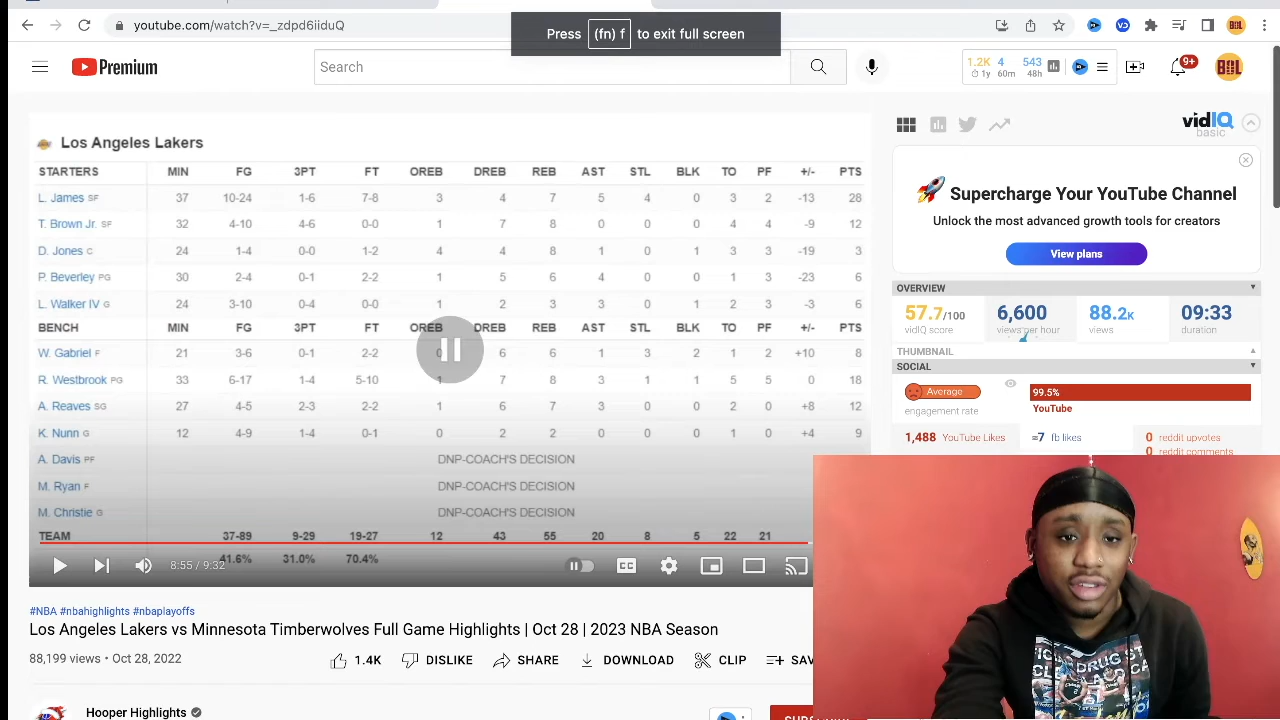 youtube.com/watch?v=_zdpd6iiduQ
Press (fn) f to exit full screen
Premium
Search
1.2K 4 543
1y 60m 48h
9+
BOL
vidIQ
basic
Los Angeles Lakers
STARTERS MIN FG 3PT FT OREB DREB REB AST STL BLK TO PF +/- PTS
L. James SF 37 10-24 1-6 7-8 3 4 7 5 4 0 3 2 -13 28
T. Brown Jr. SF 32 4-10 4-6 0-0 1 7 8 0 0 0 4 4 -9 12
D. Jones C 24 1-4 0-0 1-2 4 4 8 1 0 1 3 3 -19 3
P. Beverley PG 30 2-4 0-1 2-2 1 5 6 4 0 0 1 3 -23 6
L. Walker IV G 24 3-10 0-4 0-0 1 2 3 3 0 1 2 3 -3 6
BENCH MIN FG 3PT FT OREB DREB REB AST STL BLK TO PF +/- PTS
W. Gabriel F 21 3-6 0-1 2-2 0 6 6 1 3 2 1 2 +10 8
R. Westbrook PG 33 6-17 1-4 5-10 1 7 8 3 1 1 5 5 0 18
A. Reaves SG 27 4-5 2-3 2-2 1 6 7 3 0 0 2 0 +8 12
K. Nunn G 12 4-9 1-4 0-1 0 2 2 0 0 0 1 0 +4 9
A. Davis PF DNP-COACH'S DECISION
M. Ryan F DNP-COACH'S DECISION
M. Christie G DNP-COACH'S DECISION
TEAM 37-89 9-29 19-27 12 43 55 20 8 5 22 21
41.6% 31.0% 70.4%
8:55 / 9:32
CC
#NBA #nbahighlights #nbaplayoffs
Los Angeles Lakers vs Minnesota Timberwolves Full Game Highlights | Oct 28 | 2023 NBA Season
88,199 views • Oct 28, 2022
1.4K DISLIKE SHARE DOWNLOAD CLIP SAV
Hooper Highlights
Supercharge Your YouTube Channel
Unlock the most advanced growth tools for creators
View plans
OVERVIEW
57.7/100 6,600 88.2K 09:33
vidIQ score views per hour views duration
THUMBNAIL
SOCIAL
Average
engagement rate
99.5%
YouTube
1,488 YouTube Likes
≈7 fb likes
0 reddit upvotes
0 reddit comments